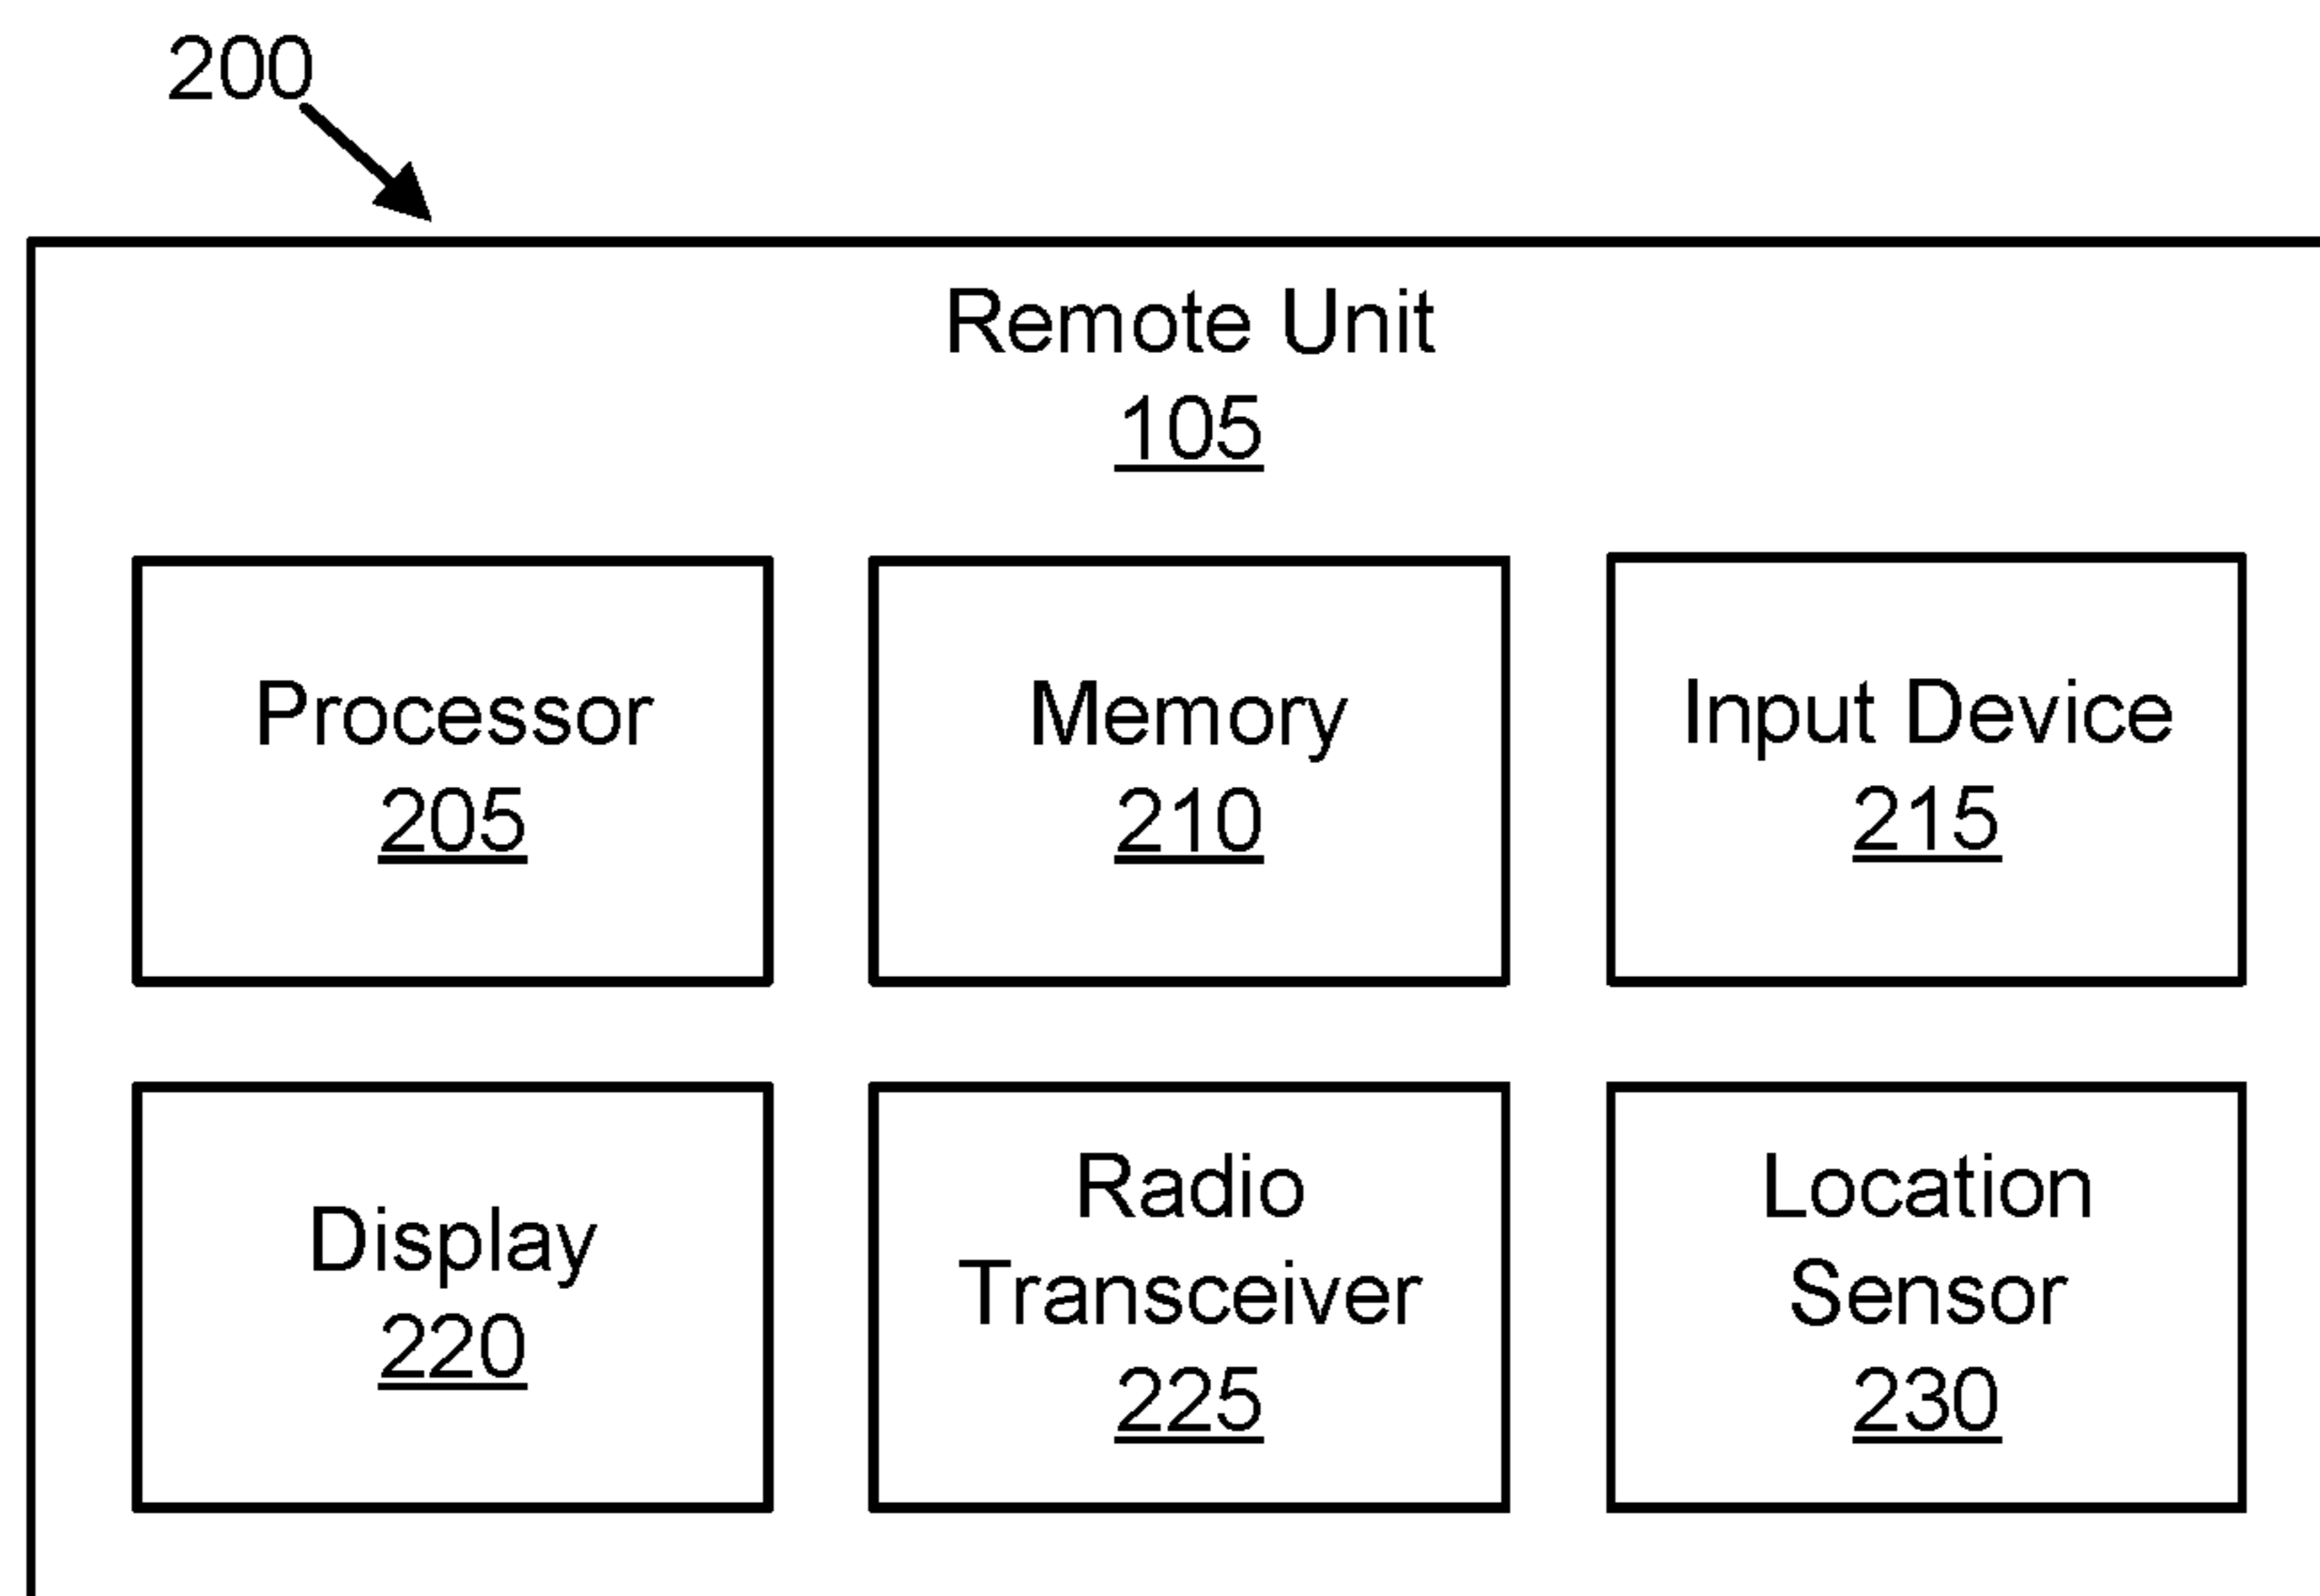 200
Remote Unit
105
Processor
205
Memory
210
Input Device
215
Display
220
Radio
Transceiver
225
Location
Sensor
230